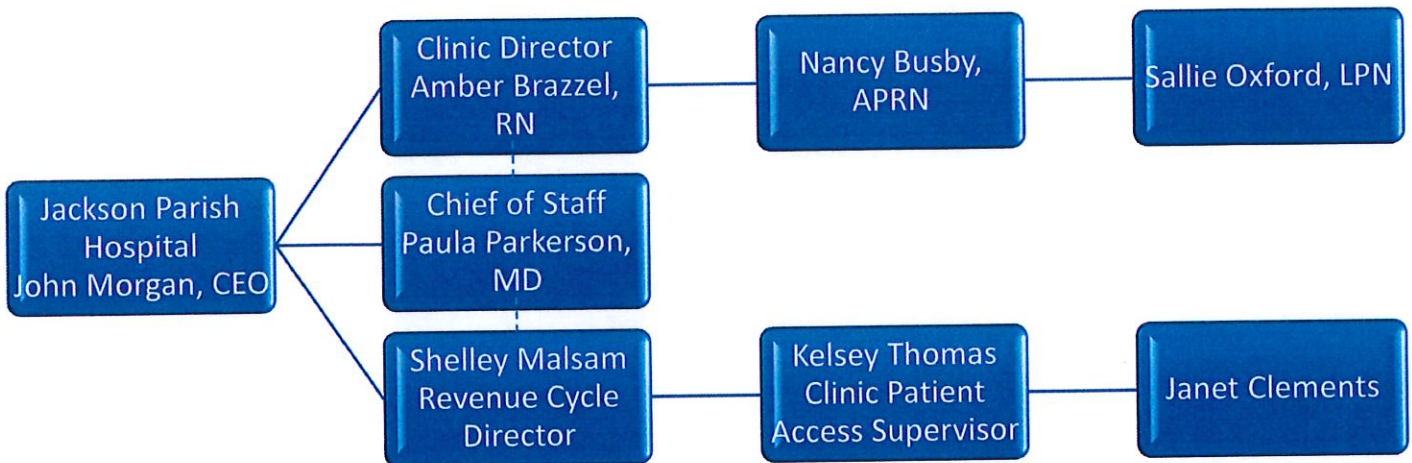 Clinic Director
Amber Brazzel,
RN
Nancy Busby,
APRN
Sallie Oxford, LPN
Jackson Parish
Hospital
John Morgan, CEO
Chief of Staff
Paula Parkerson,
MD
Shelley Malsam
Revenue Cycle
Director
Kelsey Thomas
Clinic Patient
Access Supervisor
Janet Clements